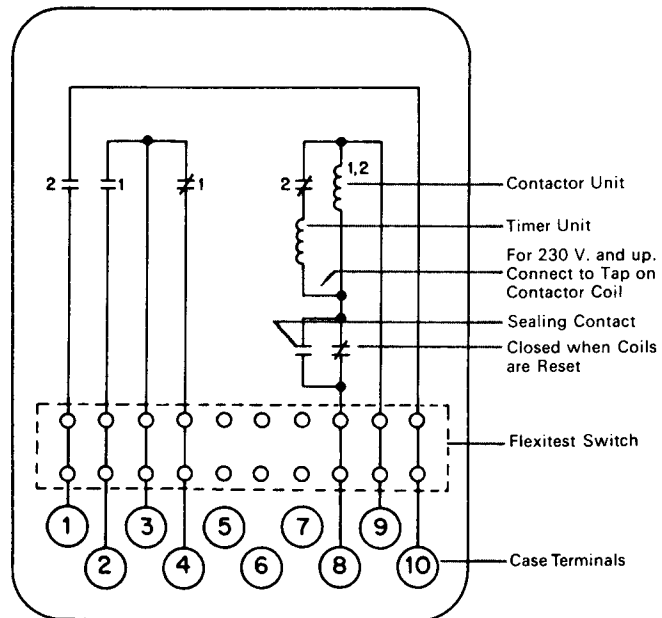 2
1
1
2
1,2
Contactor Unit
Timer Unit
For 230 V. and up.
Connect to Tap on
Contactor Coil
Sealing Contact
Closed when Coils
are Reset
Flexitest Switch
1
3
5
7
9
2
4
6
8
10
Case Terminals